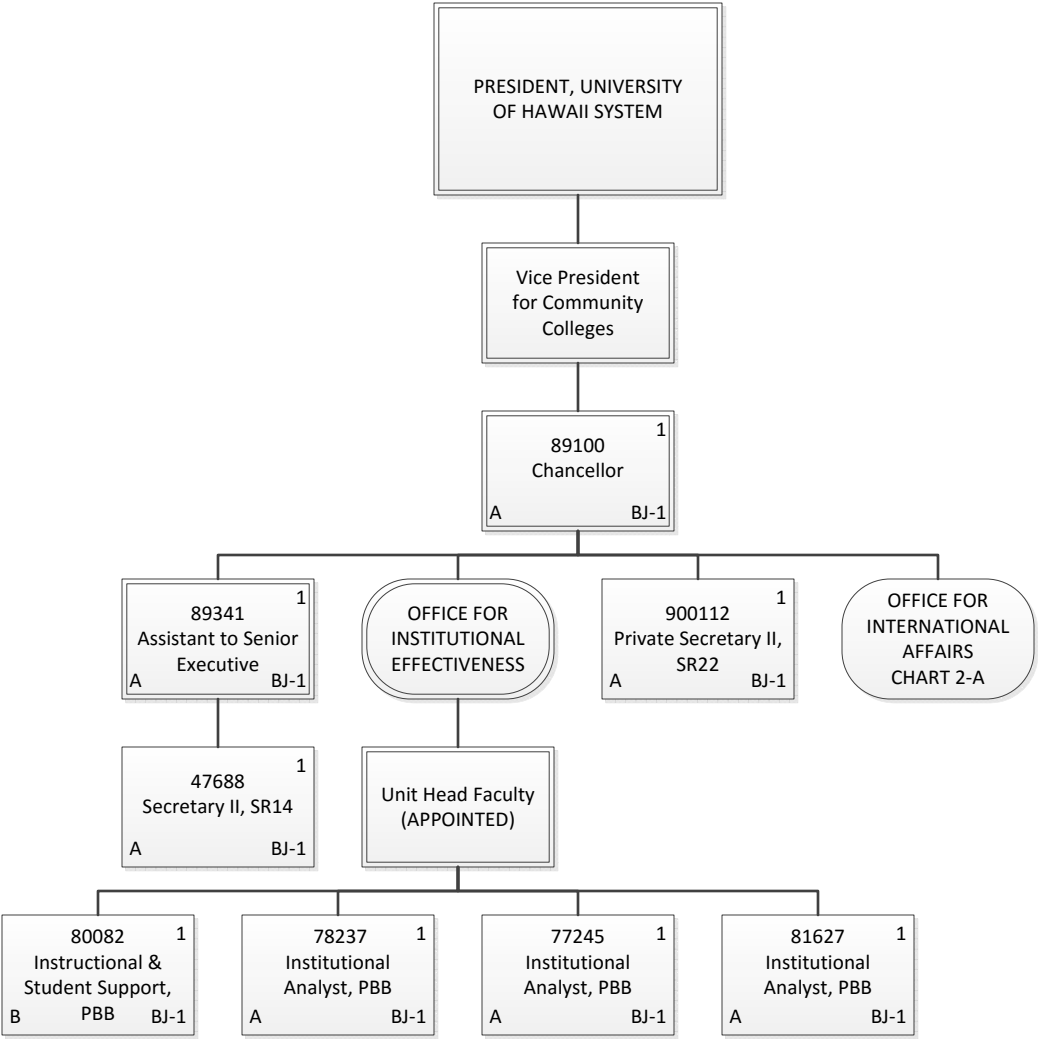 PRESIDENT, UNIVERSITY
OF HAWAII SYSTEM
Vice President
for Community
Colleges
1
89100
Chancellor
A BJ-1
1
89341
Assistant to Senior
Executive
A BJ-1
OFFICE FOR
INSTITUTIONAL
EFFECTIVENESS
1
900112
Private Secretary II,
SR22
A BJ-1
OFFICE FOR
INTERNATIONAL
AFFAIRS
CHART 2-A
1
47688
Secretary II, SR14
A BJ-1
Unit Head Faculty
(APPOINTED)
80082 1
Instructional &
Student Support,
PBB
B BJ-1
78237 1
Institutional
Analyst, PBB
A BJ-1
77245 1
Institutional
Analyst, PBB
A BJ-1
81627 1
Institutional
Analyst, PBB
A BJ-1